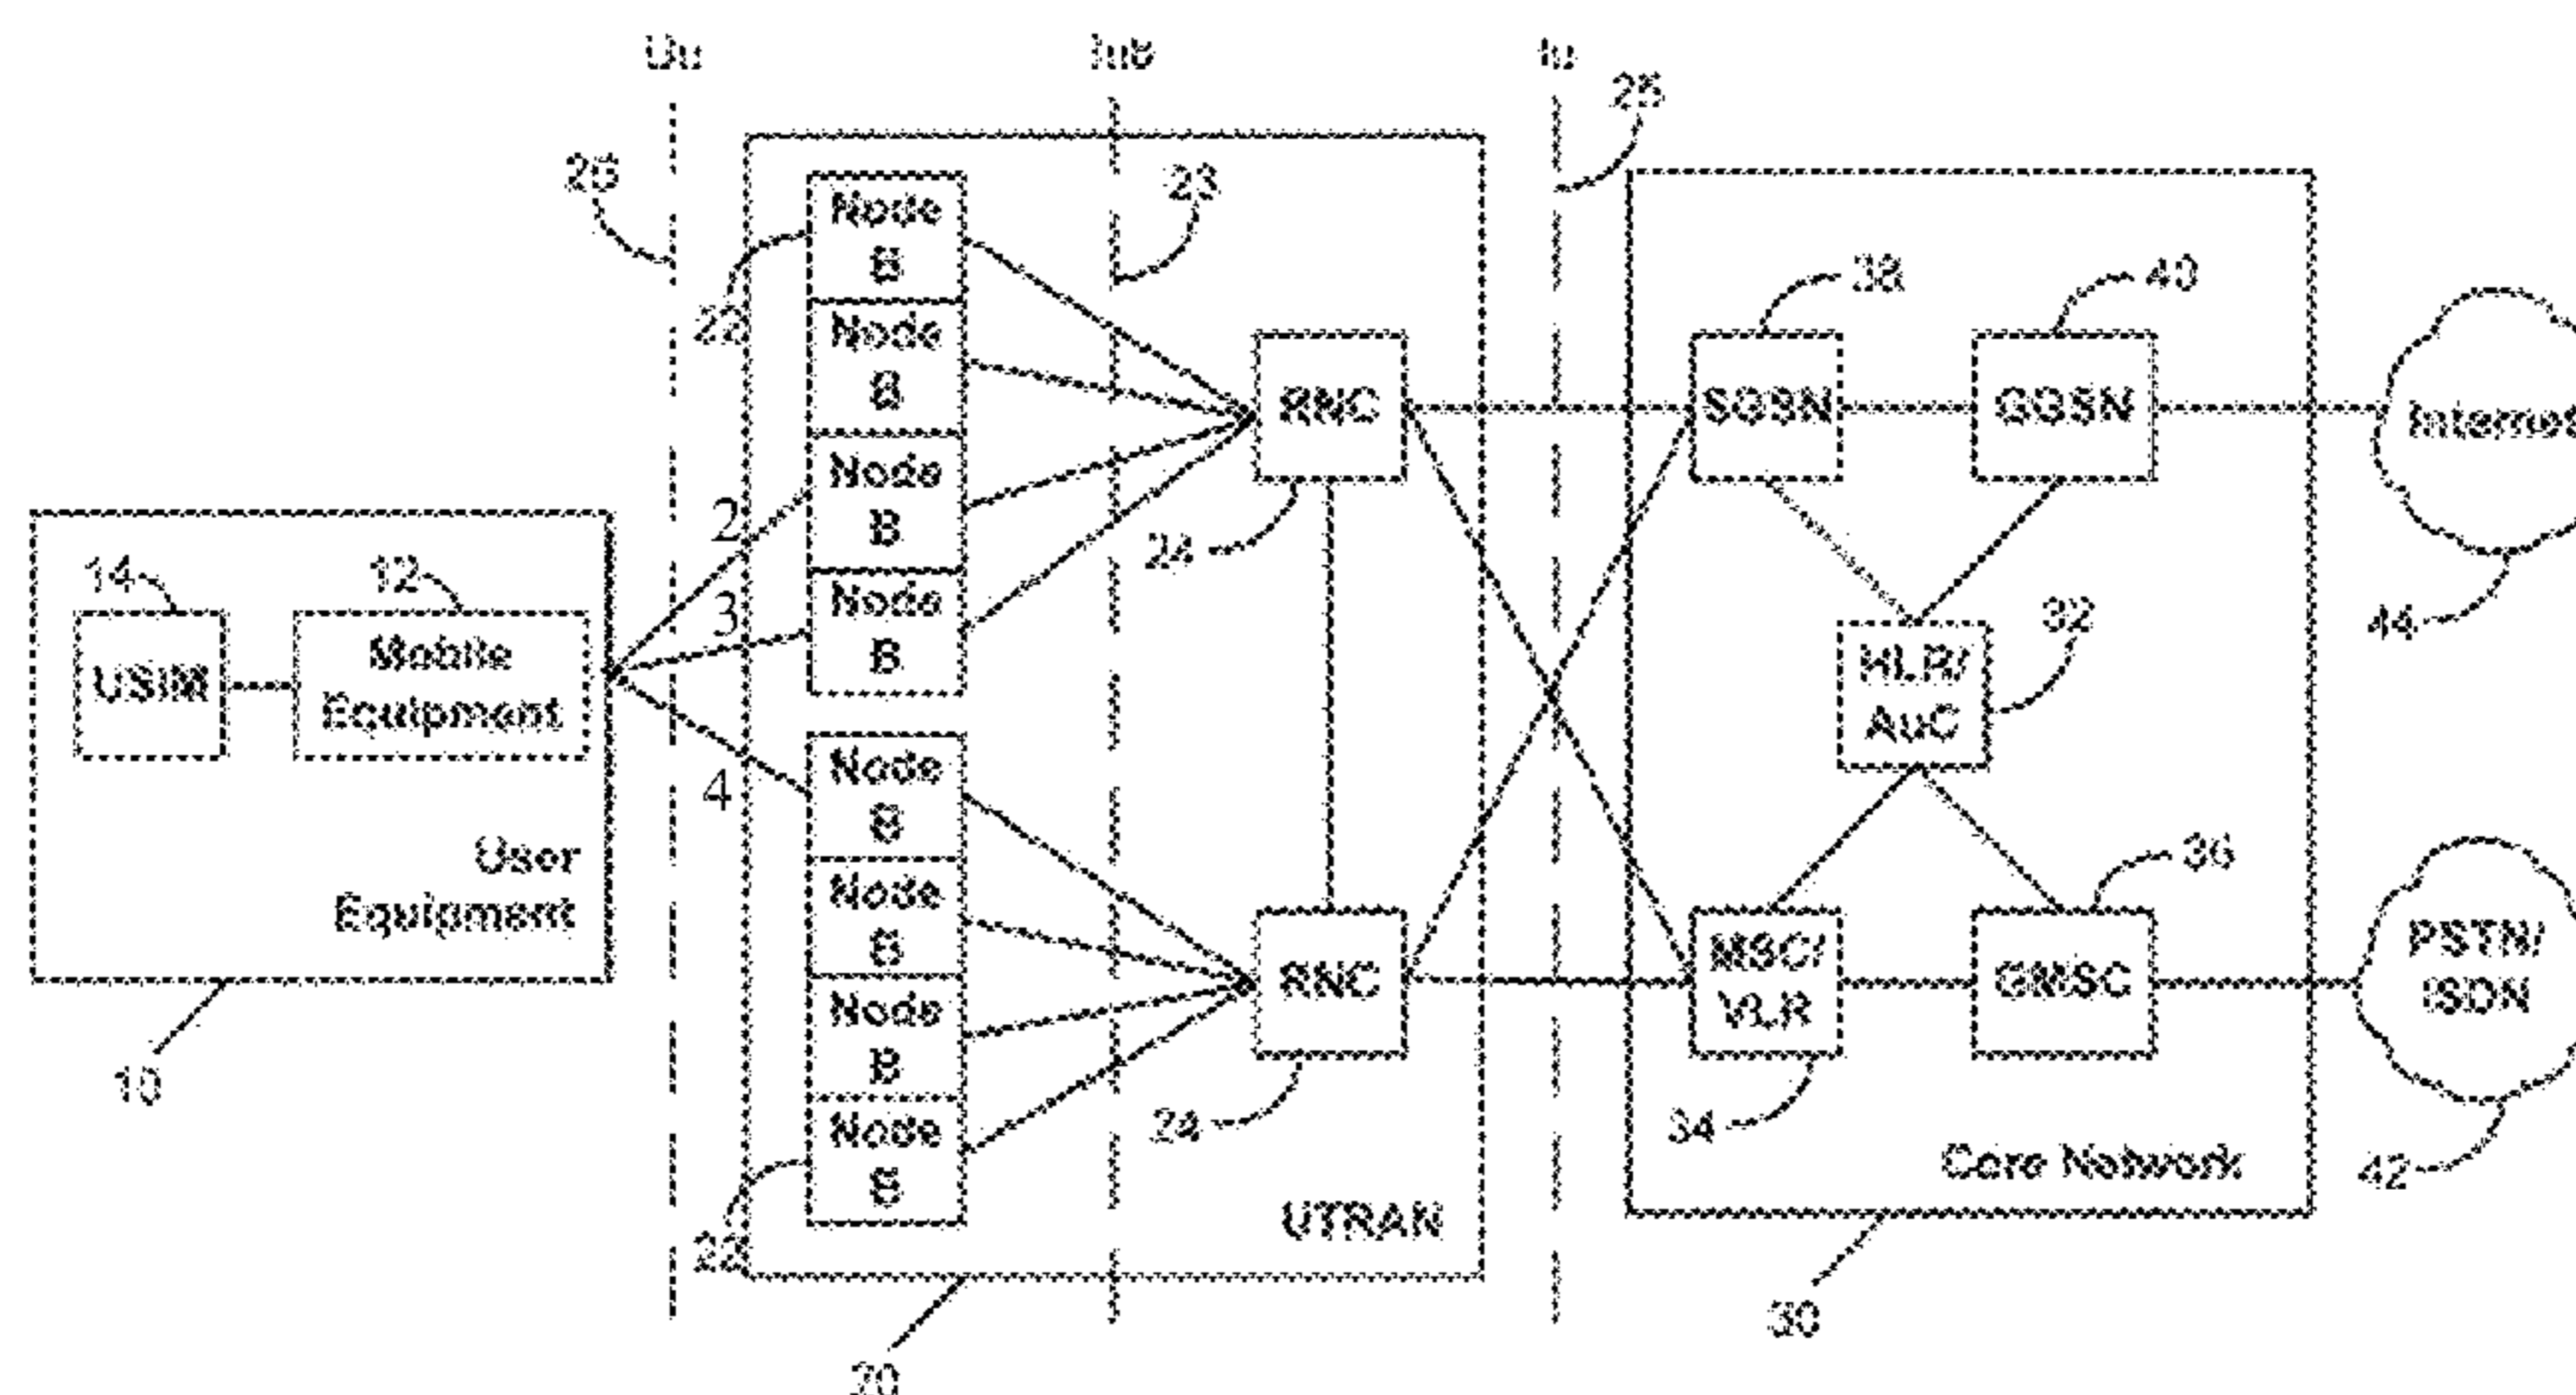 Uu
Iub
Iu
25
26
23
Node
B
22
Node
B
Node
B
Node
B
2
3
4
RNC
24
38
SGSN
40
GGSN
Internet
44
14
USIM
12
Mobile
Equipment
User
Equipment
10
HLR/
AuC
32
Node
B
Node
B
Node
B
Node
B
22
RNC
24
UTRAN
20
MSC/
VLR
34
36
GMSC
PSTN/
ISDN
42
Core Network
30